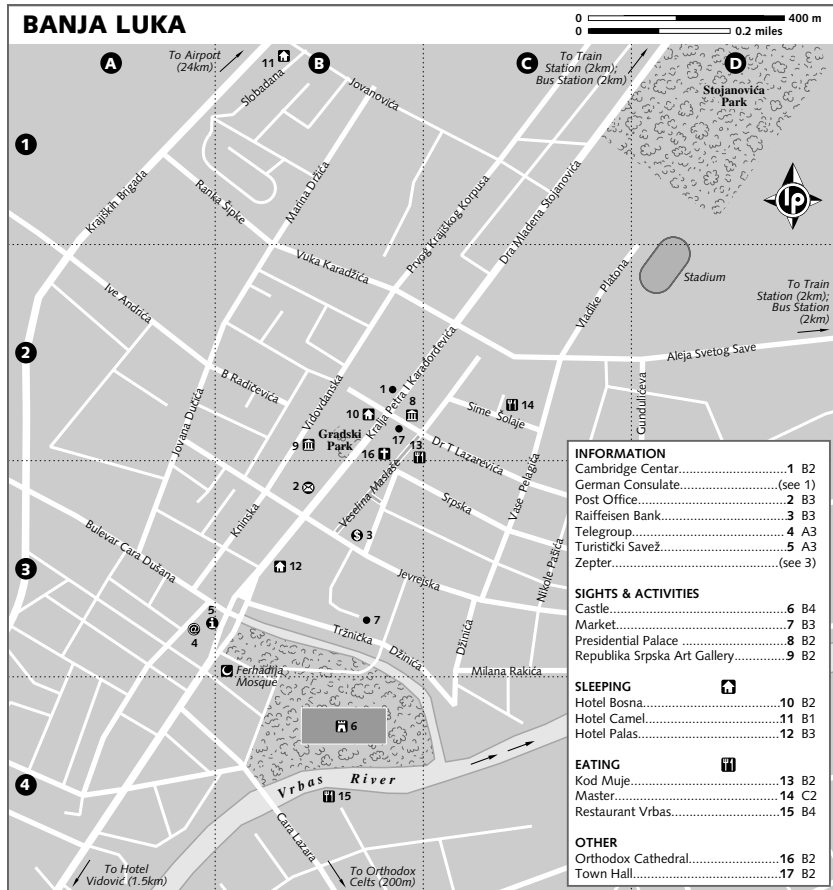 BANJA LUKA
0 400 m
0 0.2 miles
A
B
C
D
To Airport
(24km)
11
Slobadana
Jovanovića
To Train
Station (2km);
Bus Station (2km)
Stojanovića
Park
1
lp
Krajiških Brigada
Ranka Šipke
Marina Držića
Prvog Krajiškog Korpusa
Dra Mladena Stojanovića
Vuka Karadžića
Ive Andrića
Vladike Platona
Stadium
To Train
Station (2km);
Bus Station
(2km)
2
Aleja Svetog Save
Gundulićeva
B Radičevića
Jovana Dučića
Vidovdanska
Kralja Petra I Karađorđevića
1
8
10
14
Sime Šolaje
Gradski
Park
17
9
16
13
Dr T Lazarevića
2
Veselina Masleše
Vase Pelagića
Srpska
Kninska
3
Bulevar Cara Dušana
3
12
Jevrejska
Nikole Pašića
5
4
7
Tržnička
Džinića
Džinića
Milana Rakića
Ferhadija
Mosque
6
4
Vrbas River
15
Cara Lazara
To Hotel
Vidović (1.5km)
To Orthodox
Celts (200m)
INFORMATION
Cambridge Centar 1 B2
German Consulate (see 1)
Post Office 2 B3
Raiffeisen Bank 3 B3
Telegroup 4 A3
Turistički Savež 5 A3
Zepter (see 3)
SIGHTS & ACTIVITIES
Castle 6 B4
Market 7 B3
Presidential Palace 8 B2
Republika Srpska Art Gallery 9 B2
SLEEPING
Hotel Bosna 10 B2
Hotel Camel 11 B1
Hotel Palas 12 B3
EATING
Kod Muje 13 B2
Master 14 C2
Restaurant Vrbas 15 B4
OTHER
Orthodox Cathedral 16 B2
Town Hall 17 B2